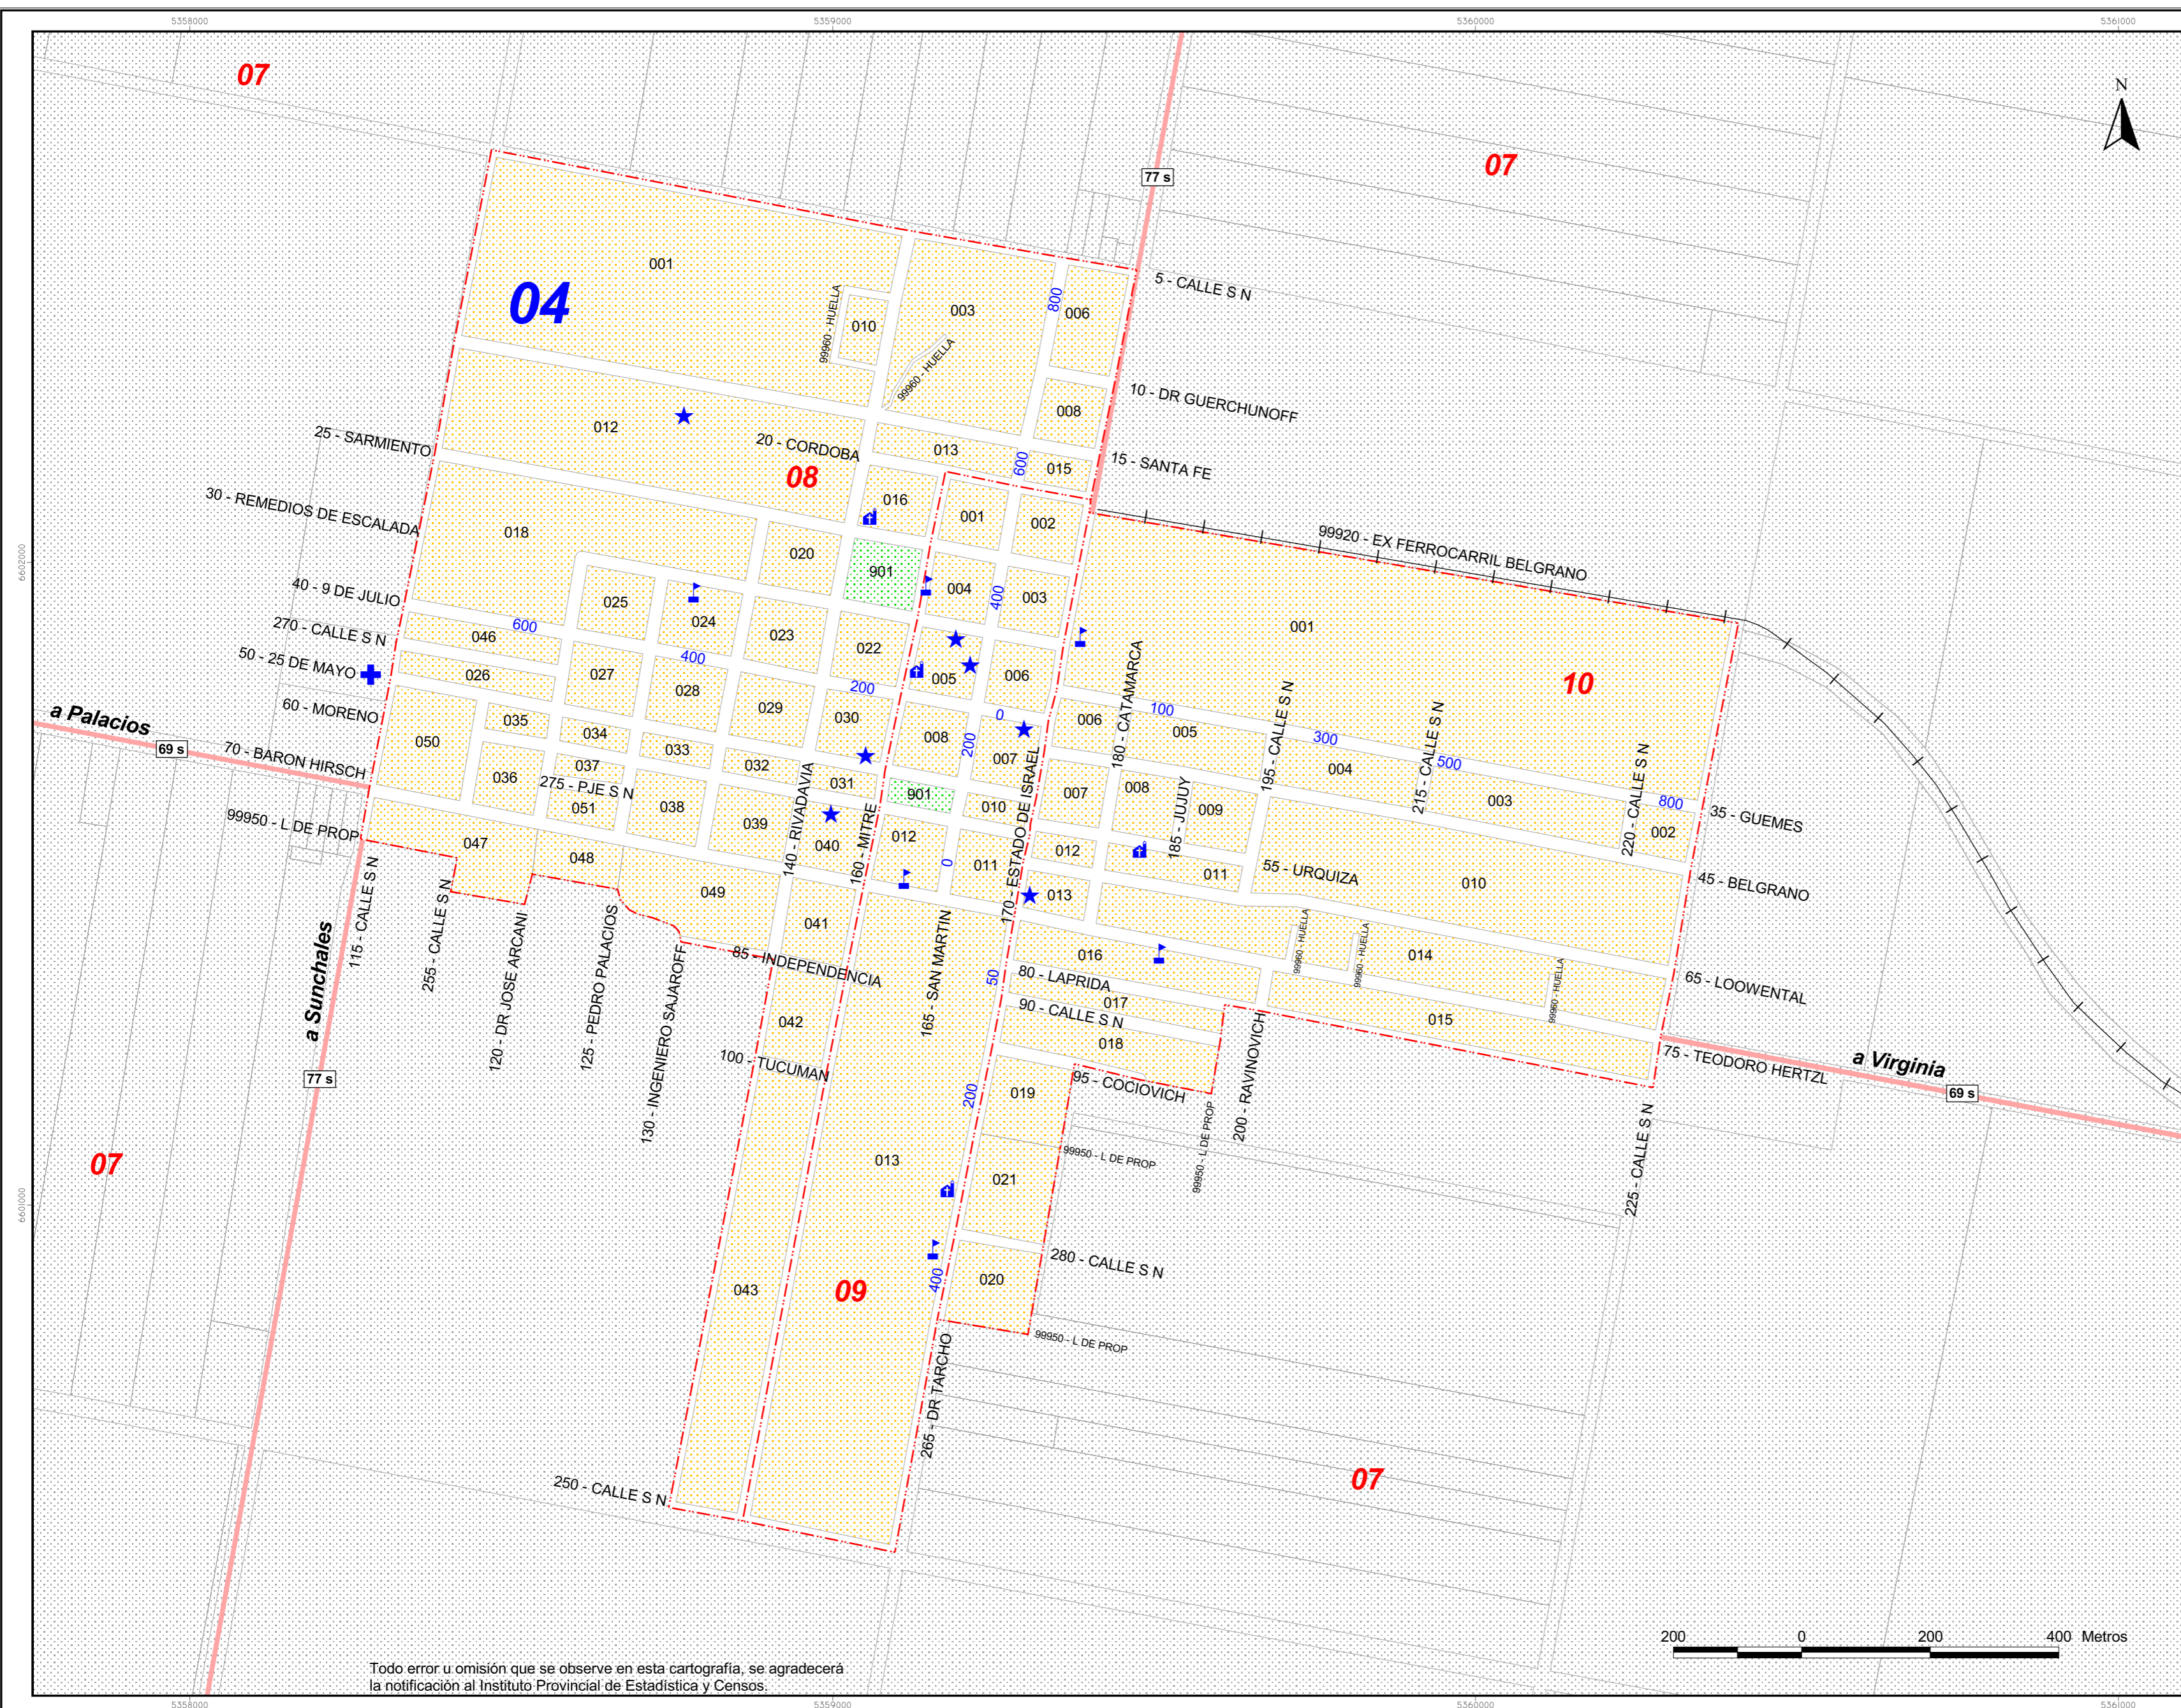 5358000
5359000
5360000
5361000
07
N
07
77 s
001
5 - CALLE S N
04
800
003
006
99960 - HUELLA
010
99960 - HUELLA
10 - DR GUERCHUNOFF
008
012
25 - SARMIENTO
20 - CORDOBA
013
600
015
15 - SANTA FE
08
30 - REMEDIOS DE ESCALADA
016
001
002
018
99920 - EX FERROCARRIL BELGRANO
020
901
6602000
40 - 9 DE JULIO
004
400
003
025
024
270 - CALLE S N
600
046
023
022
001
50 - 25 DE MAYO
400
026
027
028
200
005
006
180 - CATAMARCA
10
60 - MORENO
a Palacios
029
030
0
100
006
005
195 - CALLE S N
300
215 - CALLE S N
035
034
033
008
200
007
69 s
70 - BARON HIRSCH
050
500
220 - CALLE S N
037
032
031
004
036
275 - PJE S N
901
008
800
35 - GUEMES
051
038
010
007
009
003
002
99950 - L DE PROP
039
140 - RIVADAVIA
040
160 - MITRE
012
170 - ESTADO DE ISRAEL
185 - JUJUY
047
048
0
011
012
011
55 - URQUIZA
010
45 - BELGRANO
049
013
115 - CALLE S N
255 - CALLE S N
120 - DR JOSE ARCANI
125 - PEDRO PALACIOS
041
165 - SAN MARTIN
a Sunchales
130 - INGENIERO SAJAROFF
85 - INDEPENDENCIA
50
016
80 - LAPRIDA
99960 - HUELLA
99960 - HUELLA
014
99960 - HUELLA
65 - LOOWENTAL
017
90 - CALLE S N
042
018
200 - RAVINOVICH
015
100 - TUCUMAN
75 - TEODORO HERTZL
a Virginia
77 s
200
019
95 - COCIOVICH
69 s
07
013
99950 - L DE PROP
99950 - L DE PROP
225 - CALLE S N
021
6601000
400
280 - CALLE S N
043
09
020
265 - DR TARCHO
99950 - L DE PROP
250 - CALLE S N
07
200
0
200
400 Metros
Todo error u omisión que se observe en esta cartografía, se agradecerá
la notificación al Instituto Provincial de Estadística y Censos.
5358000
5359000
5360000
5361000